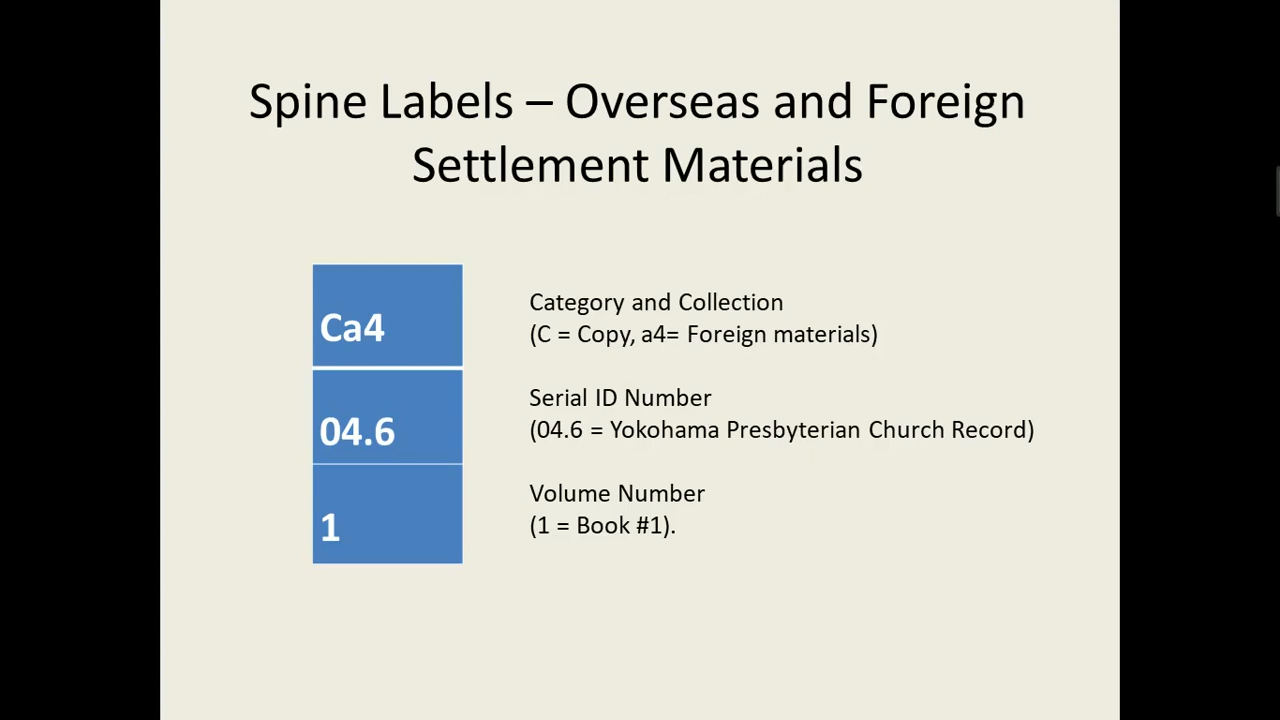 Spine Labels – Overseas and Foreign
Settlement Materials
Ca4
Category and Collection
(C = Copy, a4= Foreign materials)
04.6
Serial ID Number
(04.6 = Yokohama Presbyterian Church Record)
1
Volume Number
(1 = Book #1).